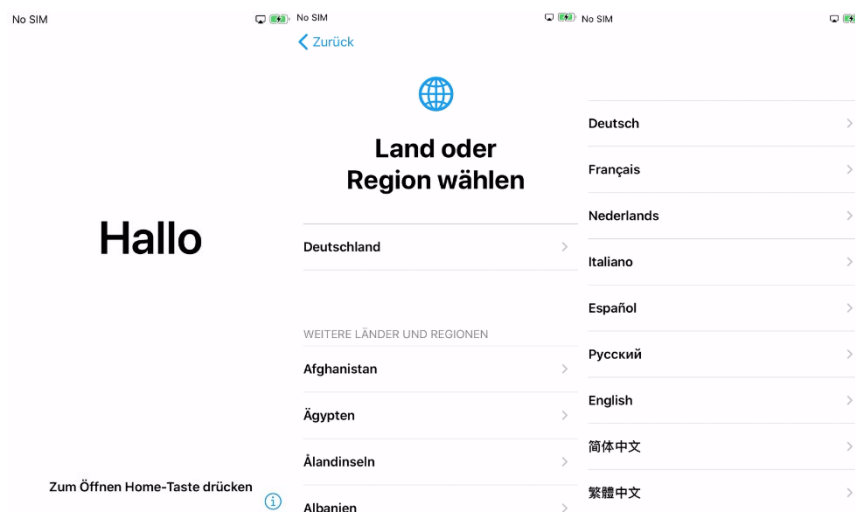 No SIM
Hallo
Zum Öffnen Home-Taste drücken
No SIM
Zurück
Land oder
Region wählen
Deutschland
WEITERE LÄNDER UND REGIONEN
Afghanistan
Ägypten
Ålandinseln
Albanien
No SIM
Deutsch
Français
Nederlands
Italiano
Español
Русский
English
简体中文
繁體中文